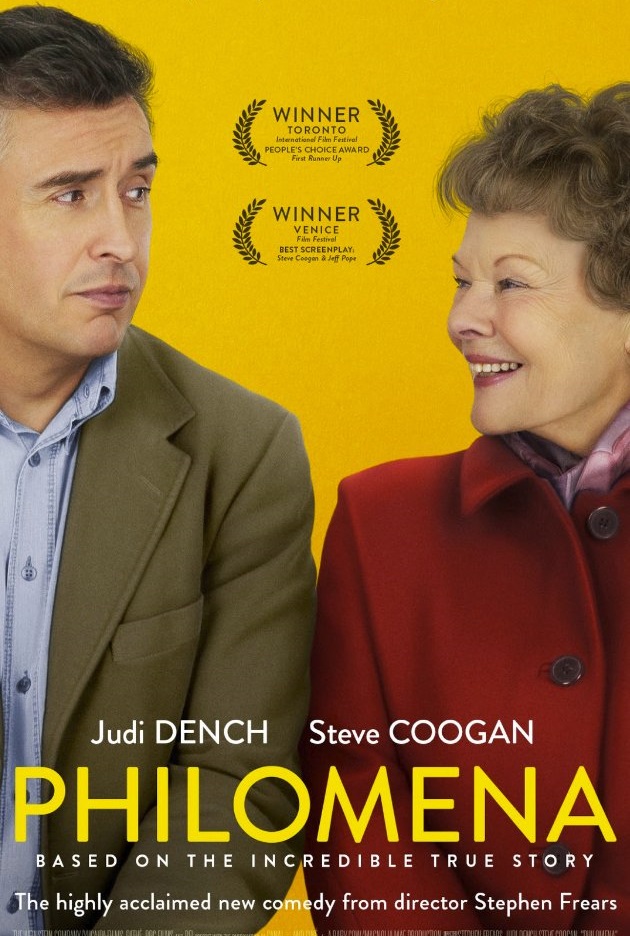 WINNER
TORONTO
International Film Festival
PEOPLE'S CHOICE AWARD
First Runner Up
WINNER
VENICE
Film Festival
BEST SCREENPLAY:
Steve Coogan & Jeff Pope
Judi DENCH Steve COOGAN
PHILOMENA
BASED ON THE INCREDIBLE TRUE STORY
The highly acclaimed new comedy from director Stephen Frears